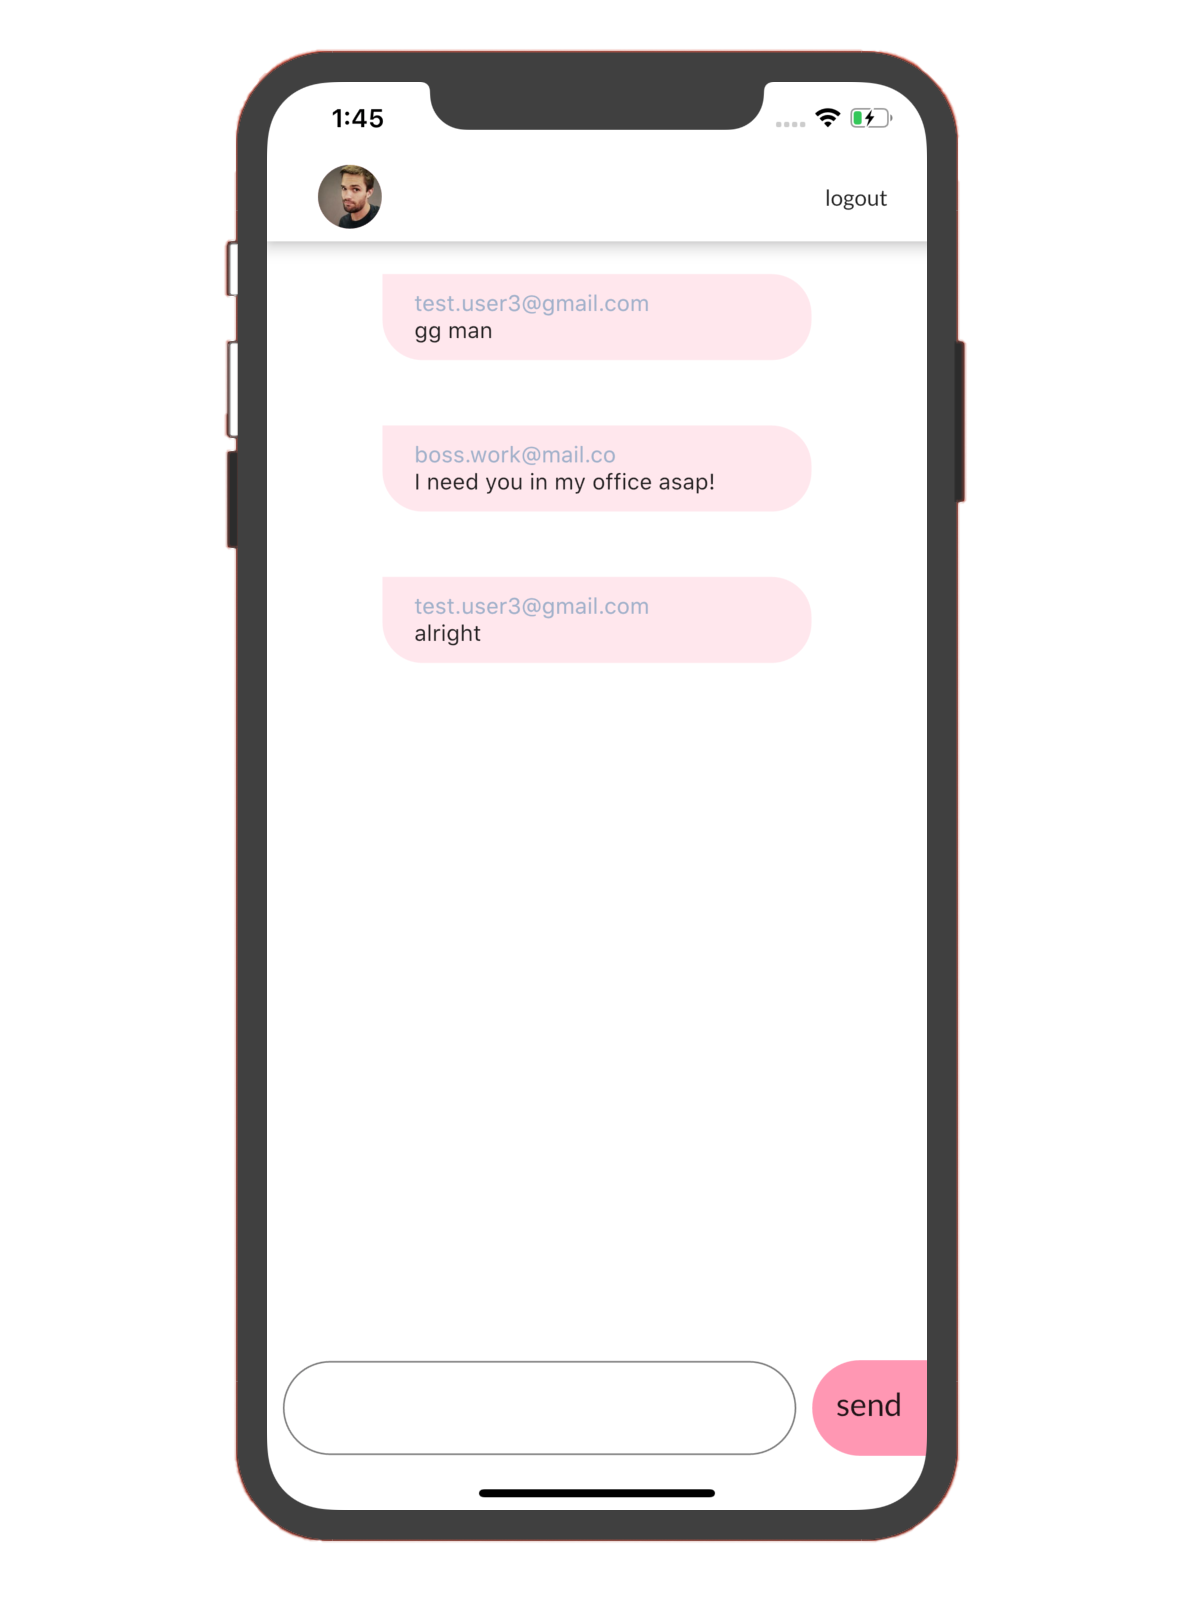 1:45
logout
test.user3@gmail.com
gg man
boss.work@mail.co
I need you in my office asap!
test.user3@gmail.com
alright
send